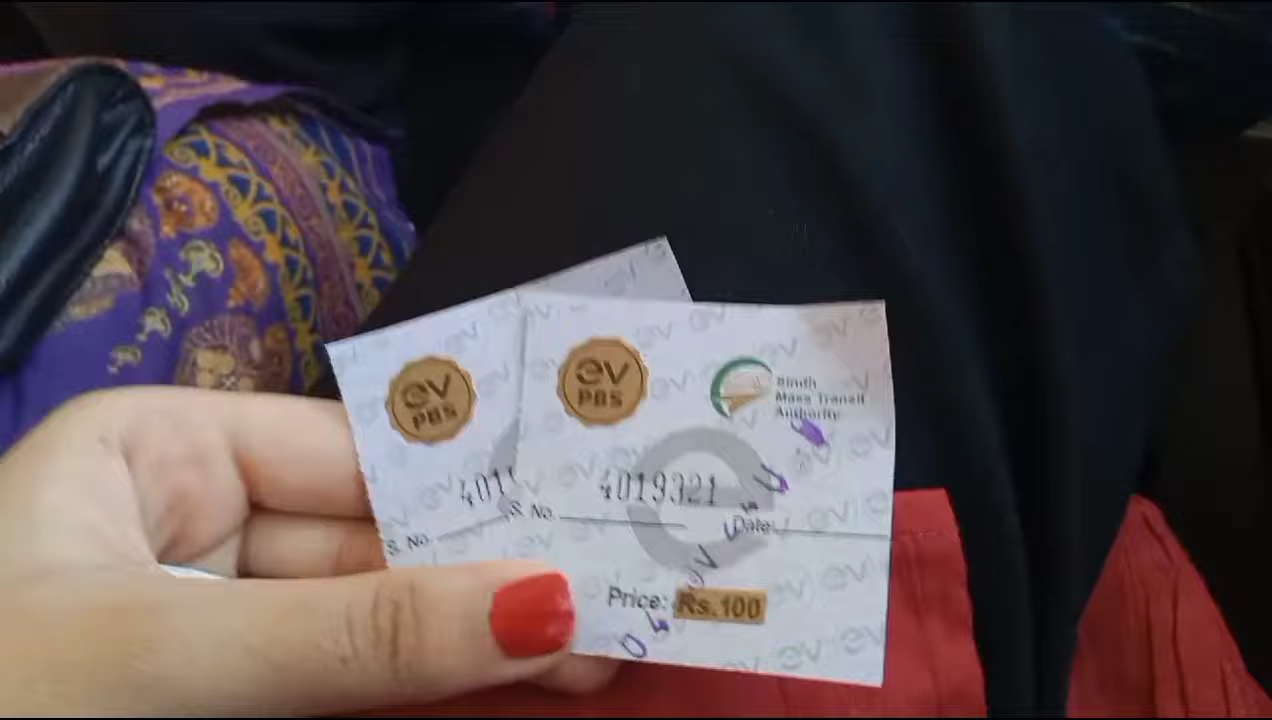 ev
PBS
401
S. No.
ev
PBS
Sindh
Mass Transit
Authority
4019321
S. No.
Date
Price: Rs.100